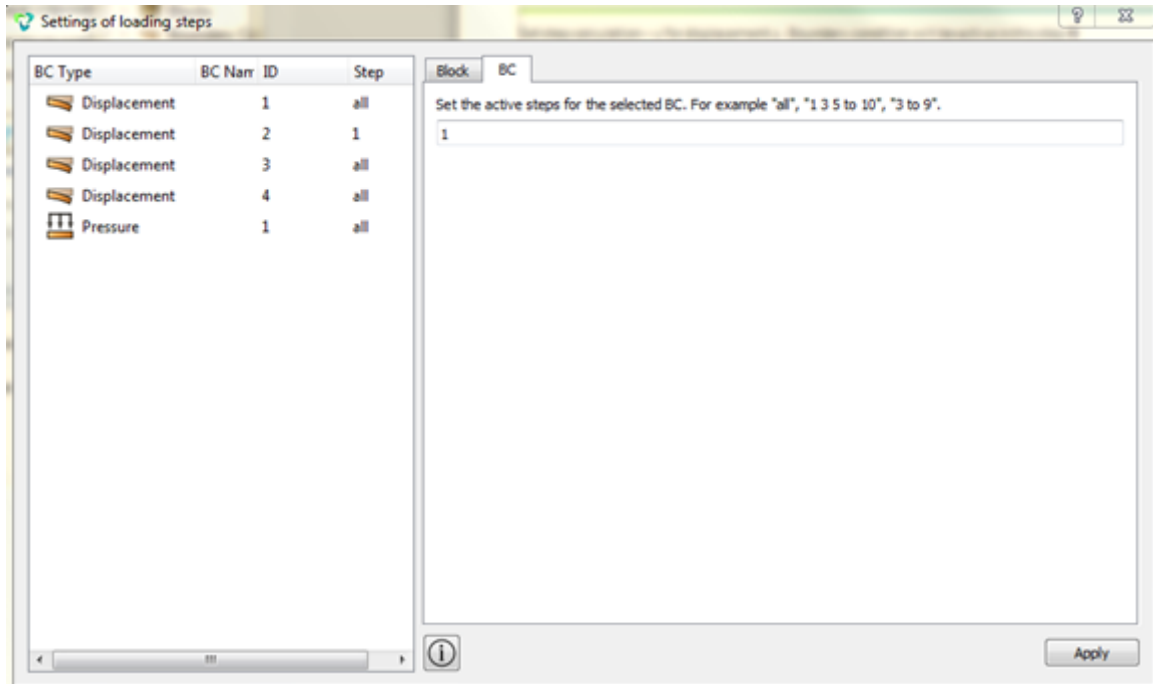 Settings of loading steps
BC Type BC Nam ID Step
Displacement 1 all
Displacement 2 1
Displacement 3 all
Displacement 4 all
Pressure 1 all
Block BC
Set the active steps for the selected BC. For example "all", "1 3 5 to 10", "3 to 9".
1
Apply